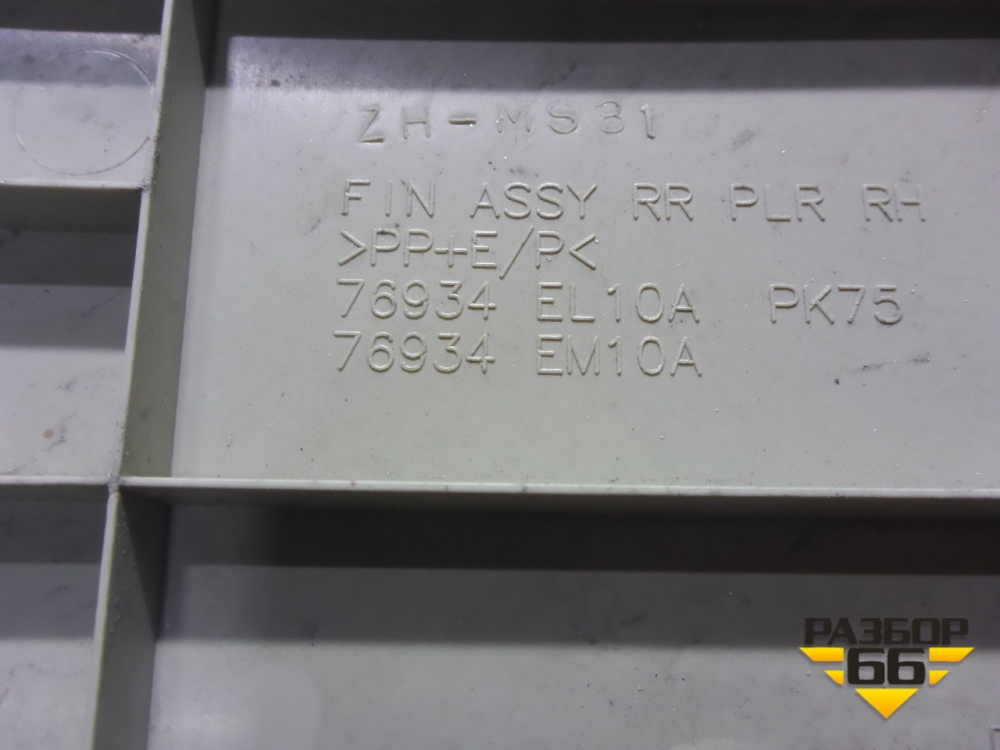 ZH-MS31
FIN ASSY RR PLR RH
>PP+E/P<
76934 EL10A PK75
76934 EM10A
РАЗБОР
66